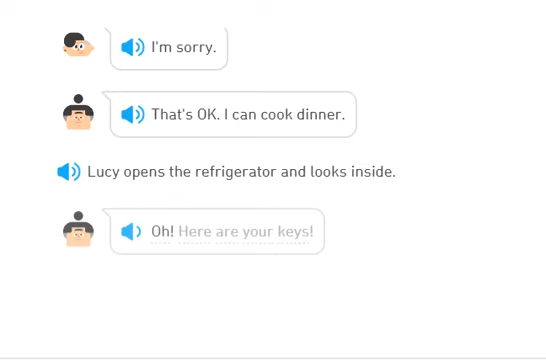 I'm sorry.
That's OK. I can cook dinner.
Lucy opens the refrigerator and looks inside.
Oh! Here are your keys!